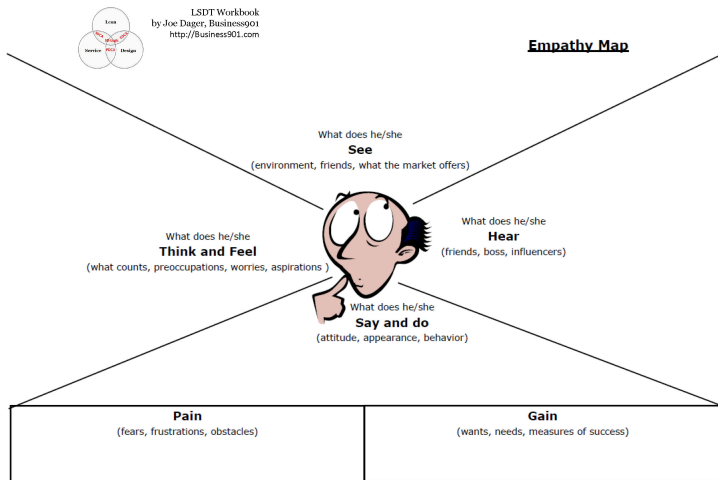 LSDT Workbook
by Joe Dager, Business901
http://Business901.com
Lean
Service
Design
PDCA
Empathy Map
What does he/she
See
(environment, friends, what the market offers)
What does he/she
Think and Feel
(what counts, preoccupations, worries, aspirations )
What does he/she
Hear
(friends, boss, influencers)
What does he/she
Say and do
(attitude, appearance, behavior)
Pain
(fears, frustrations, obstacles)
Gain
(wants, needs, measures of success)